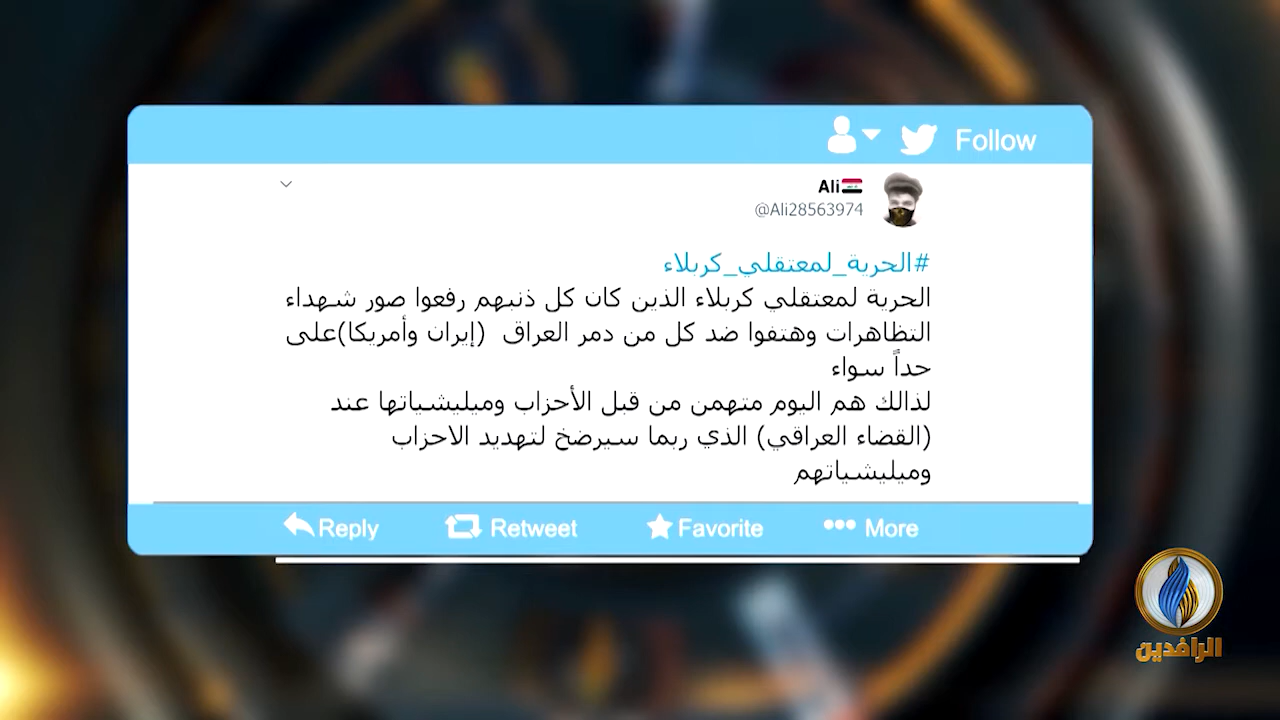 Follow
Ali
@Ali28563974
#الحرية_لمعتقلي_كربلاء
الحرية لمعتقلي كربلاء الذين كان كل ذنبهم رفعوا صور شهداء
التظاهرات وهتفوا ضد كل من دمر العراق (إيران وأمريكا)على
حداً سواء
لذالك هم اليوم متهمن من قبل الأحزاب وميليشياتها عند
(القضاء العراقي) الذي ربما سيرضخ لتهديد الاحزاب
وميليشياتهم
Reply Retweet Favorite More
الرافدين